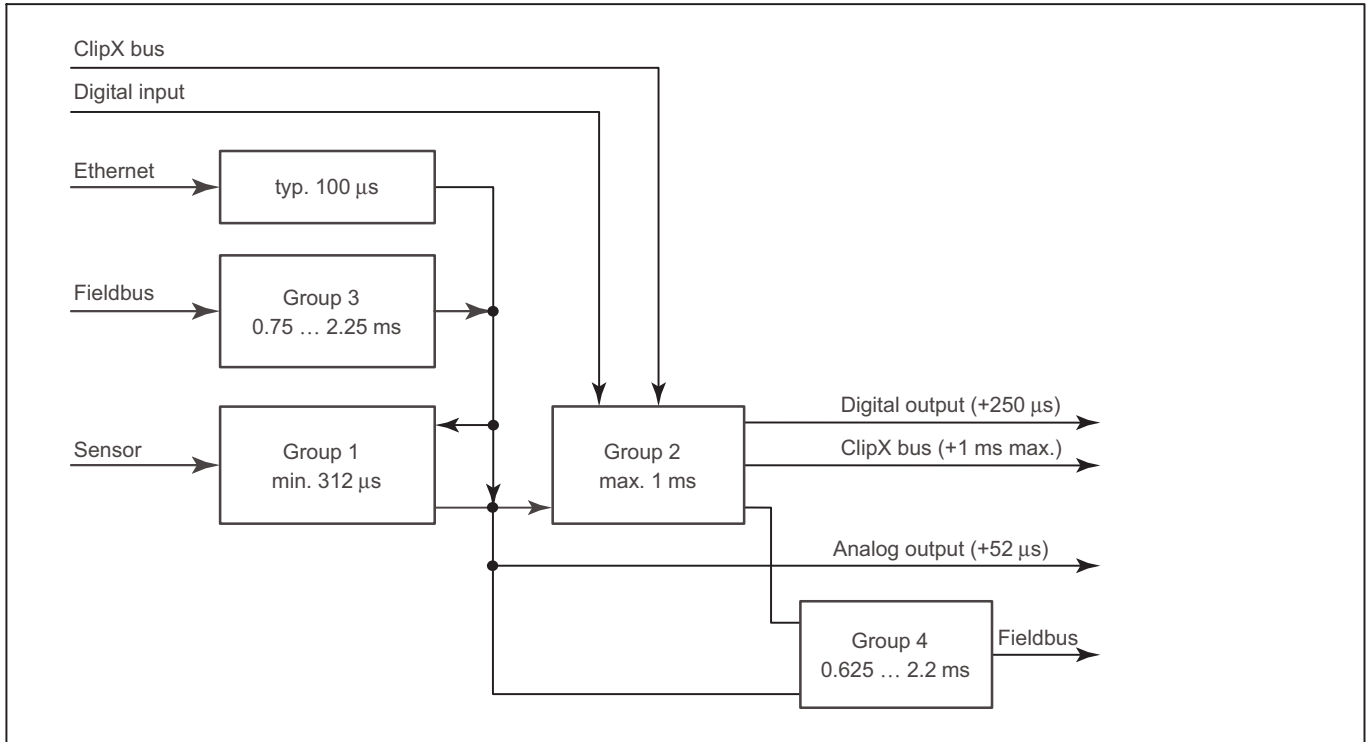 ClipX bus
Digital input
Ethernet
typ. 100 μs
Fieldbus
Group 3
0.75 … 2.25 ms
Sensor
Group 1
min. 312 μs
Group 2
max. 1 ms
Digital output (+250 μs)
ClipX bus (+1 ms max.)
Analog output (+52 μs)
Group 4
0.625 … 2.2 ms
Fieldbus